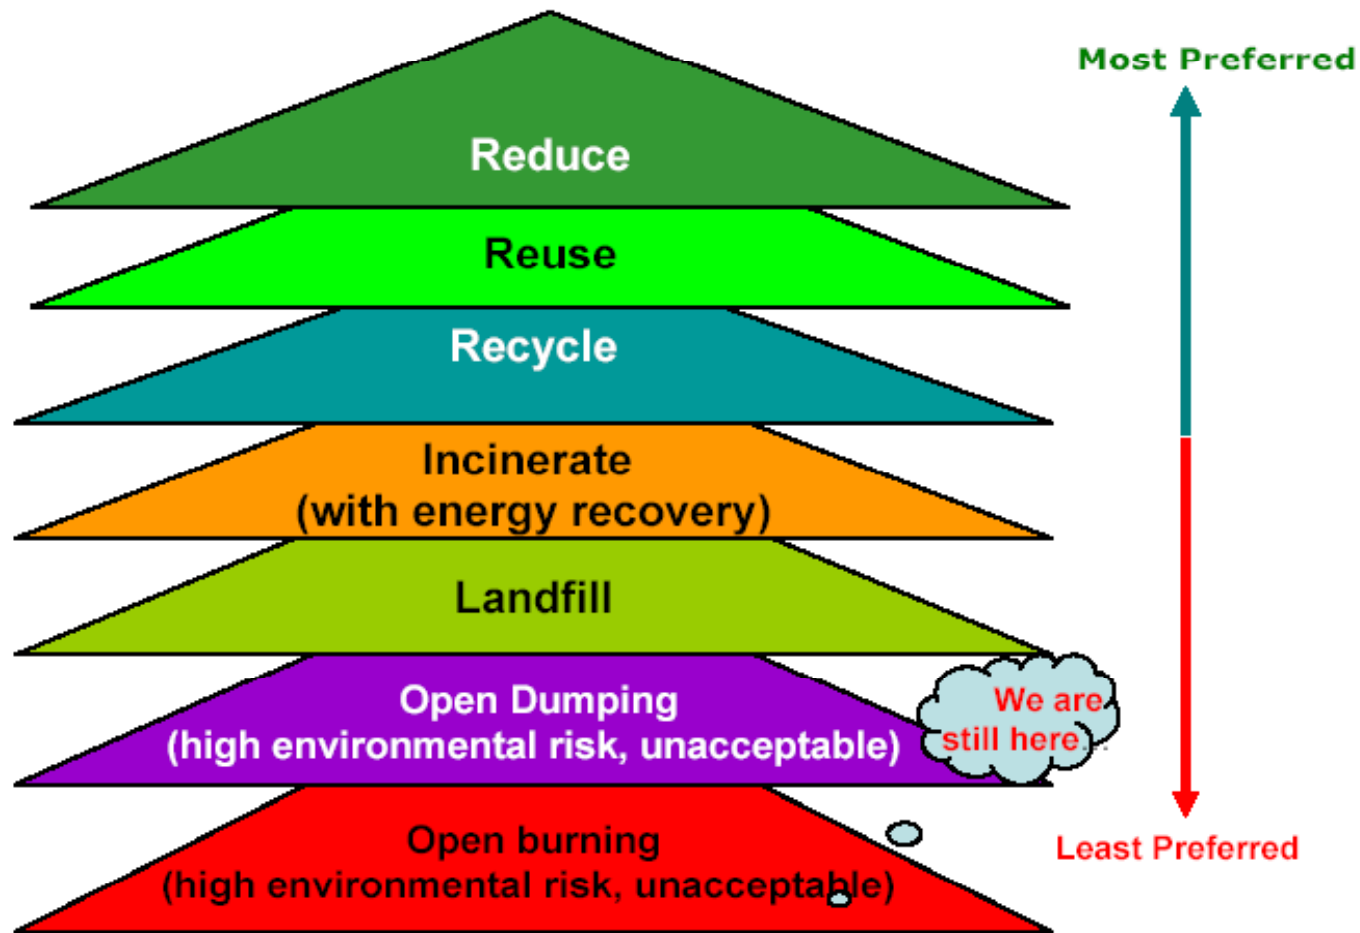 Most Preferred
Reduce
Reuse
Recycle
Incinerate
(with energy recovery)
Landfill
Open Dumping
(high environmental risk, unacceptable)
We are
still here...
Open burning
(high environmental risk, unacceptable)
Least Preferred